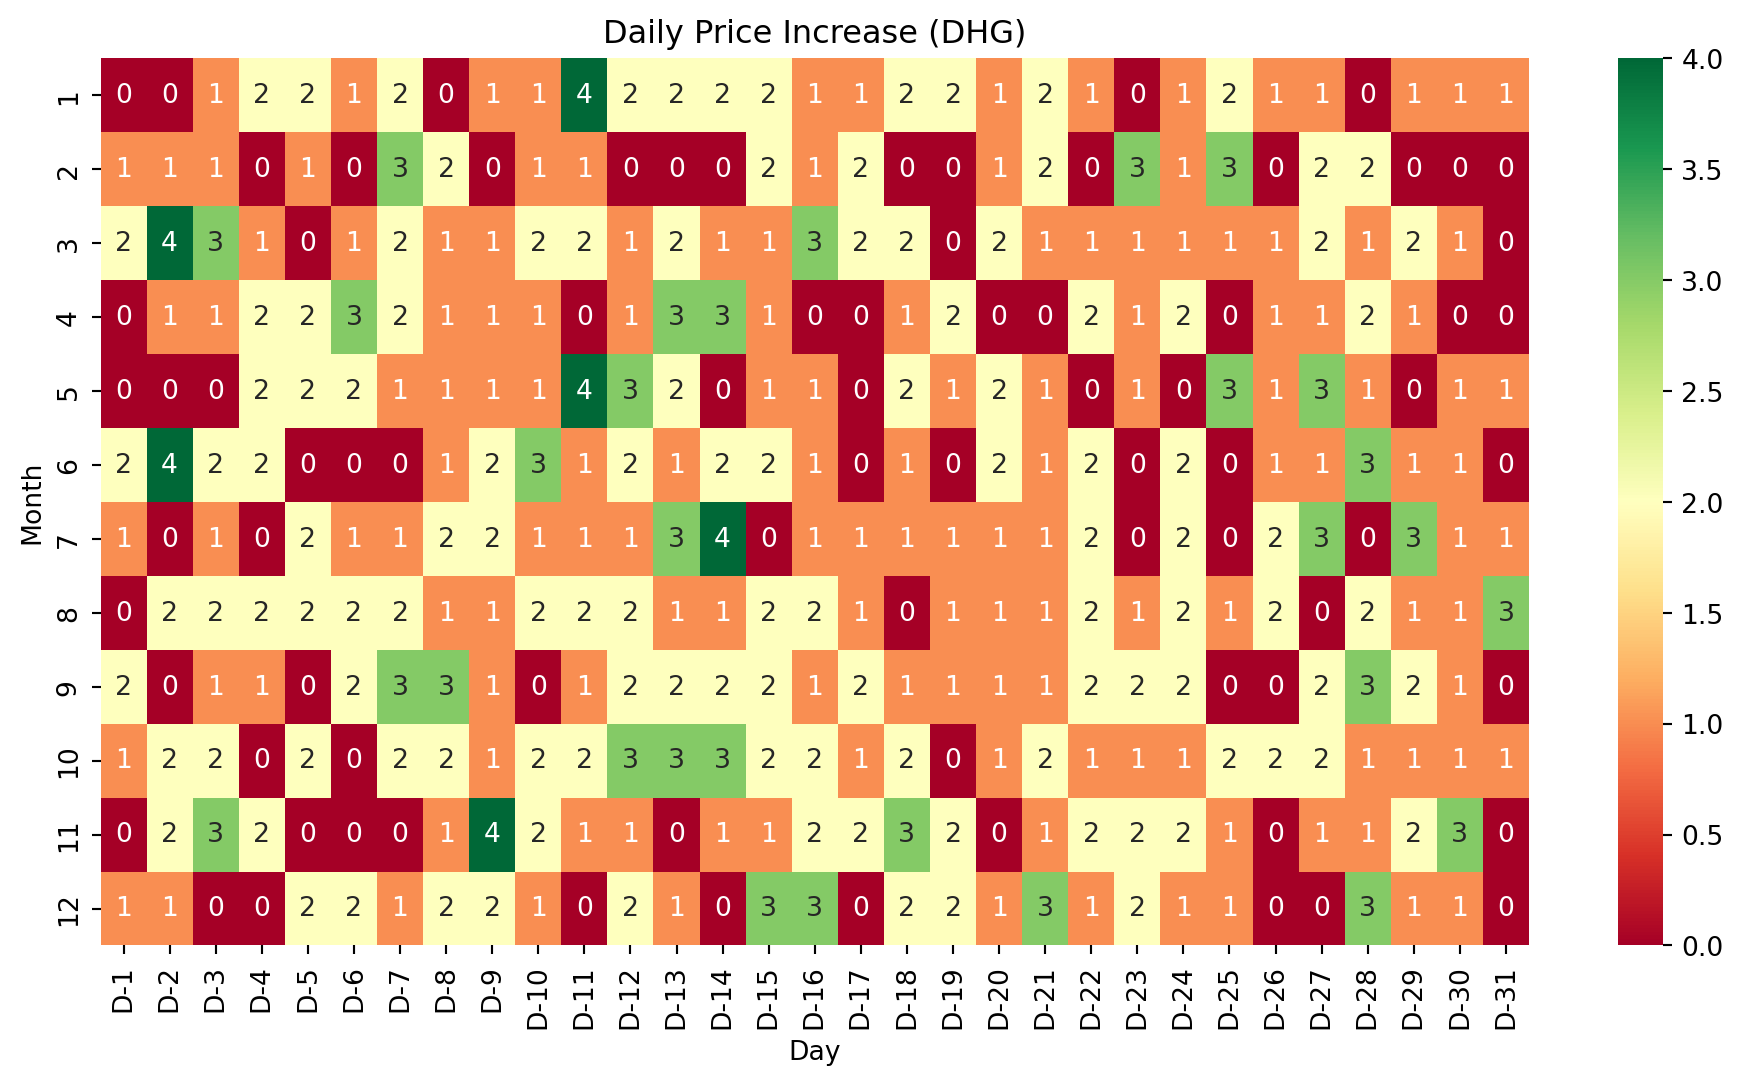 Daily Price Increase (DHG)
1 0 0 1 2 2 1 2 0 1 1 4 2 2 2 2 1 1 2 2 1 2 1 0 1 2 1 1 0 1 1 1
2 1 1 1 0 1 0 3 2 0 1 1 0 0 0 2 1 2 0 0 1 2 0 3 1 3 0 2 2 0 0 0
3 2 4 3 1 0 1 2 1 1 2 2 1 2 1 1 3 2 2 0 2 1 1 1 1 1 1 2 1 2 1 0
4 0 1 1 2 2 3 2 1 1 1 0 1 3 3 1 0 0 1 2 0 0 2 1 2 0 1 1 2 1 0 0
5 0 0 0 2 2 2 1 1 1 1 4 3 2 0 1 1 0 2 1 2 1 0 1 0 3 1 3 1 0 1 1
6 2 4 2 2 0 0 0 1 2 3 1 2 1 2 2 1 0 1 0 2 1 2 0 2 0 1 1 3 1 1 0
7 1 0 1 0 2 1 1 2 2 1 1 1 3 4 0 1 1 1 1 1 1 2 0 2 0 2 3 0 3 1 1
8 0 2 2 2 2 2 2 1 1 2 2 2 1 1 2 2 1 0 1 1 1 2 1 2 1 2 0 2 1 1 3
9 2 0 1 1 0 2 3 3 1 0 1 2 2 2 2 1 2 1 1 1 1 2 2 2 0 0 2 3 2 1 0
10 1 2 2 0 2 0 2 2 1 2 2 3 3 3 2 2 1 2 0 1 2 1 1 1 2 2 2 1 1 1 1
11 0 2 3 2 0 0 0 1 4 2 1 1 0 1 1 2 2 3 2 0 1 2 2 2 1 0 1 1 2 3 0
12 1 1 0 0 2 2 1 2 2 1 0 2 1 0 3 3 0 2 2 1 3 1 2 1 1 0 0 3 1 1 0
Month
D-1 D-2 D-3 D-4 D-5 D-6 D-7 D-8 D-9 D-10 D-11 D-12 D-13 D-14 D-15 D-16 D-17 D-18 D-19 D-20 D-21 D-22 D-23 D-24 D-25 D-26 D-27 D-28 D-29 D-30 D-31
Day
4.0
3.5
3.0
2.5
2.0
1.5
1.0
0.5
0.0